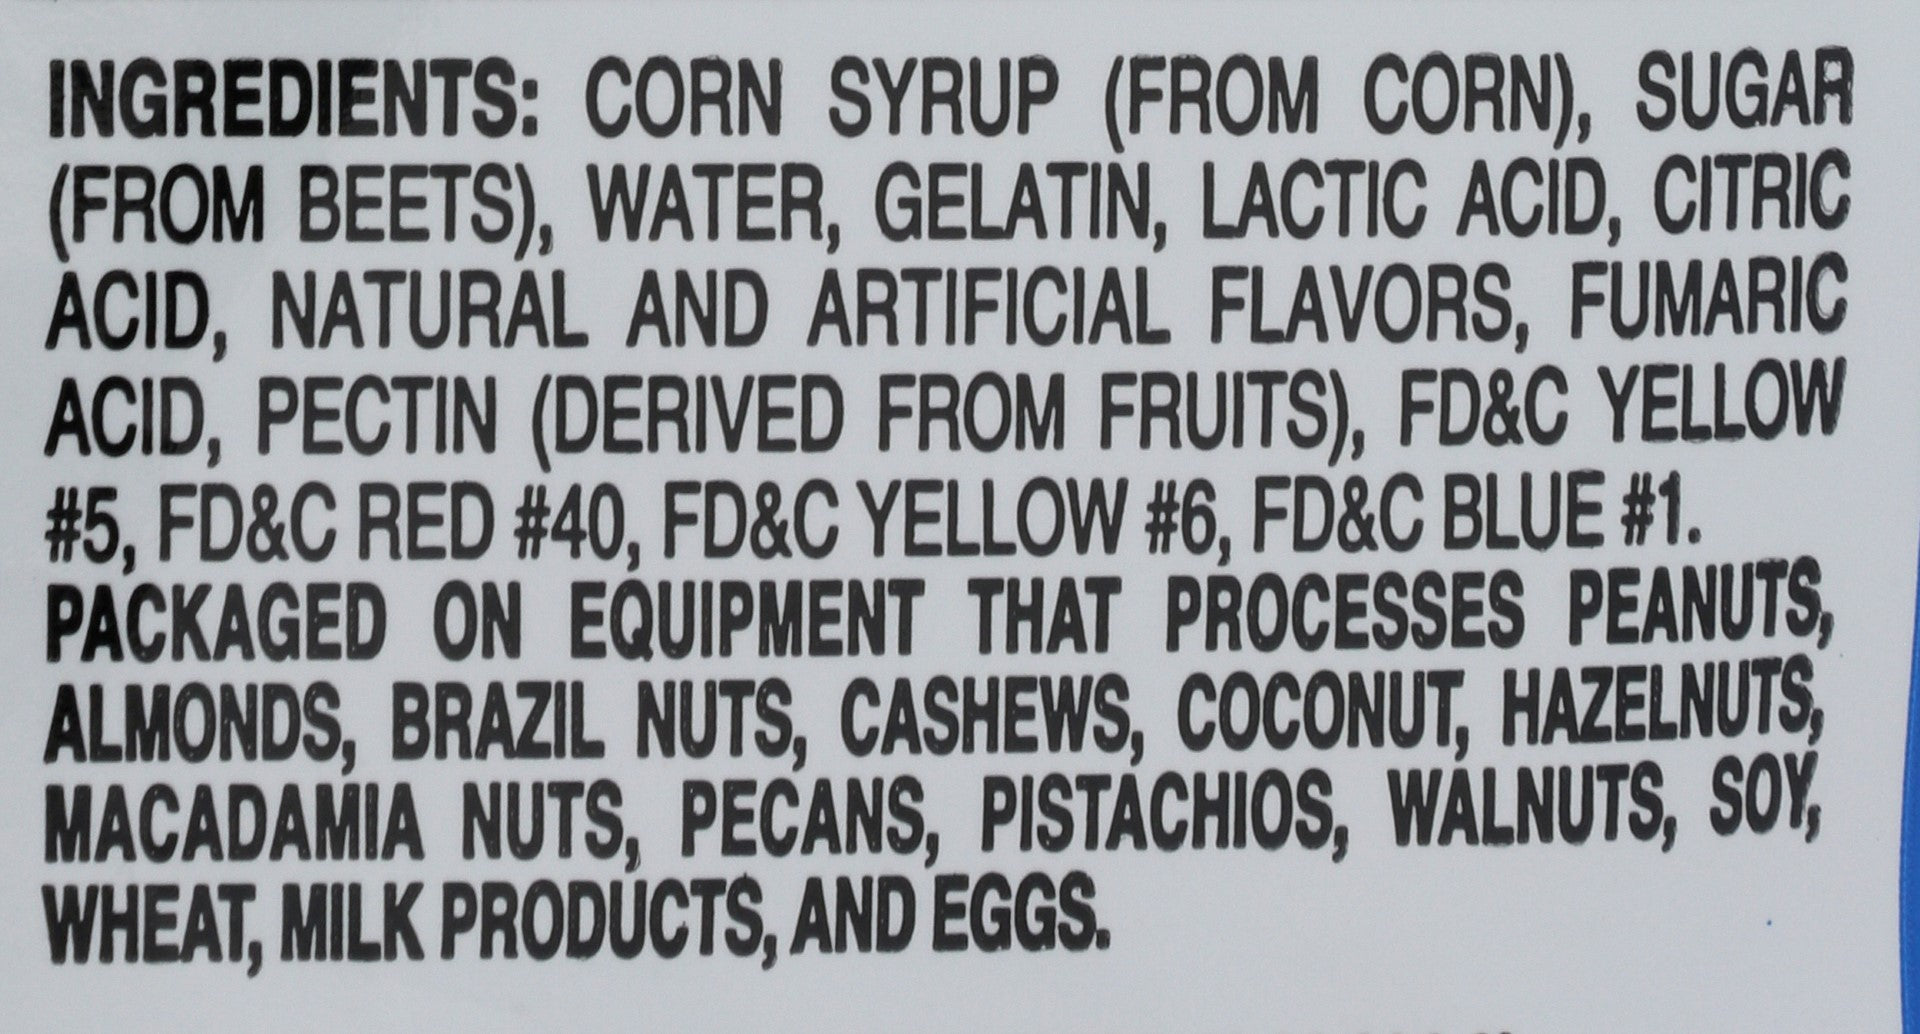 INGREDIENTS: CORN SYRUP (FROM CORN), SUGAR
(FROM BEETS), WATER, GELATIN, LACTIC ACID, CITRIC
ACID, NATURAL AND ARTIFICIAL FLAVORS, FUMARIC
ACID, PECTIN (DERIVED FROM FRUITS), FD&C YELLOW
#5, FD&C RED #40, FD&C YELLOW #6, FD&C BLUE #1.
PACKAGED ON EQUIPMENT THAT PROCESSES PEANUTS,
ALMONDS, BRAZIL NUTS, CASHEWS, COCONUT, HAZELNUTS,
MACADAMIA NUTS, PECANS, PISTACHIOS, WALNUTS, SOY,
WHEAT, MILK PRODUCTS, AND EGGS.